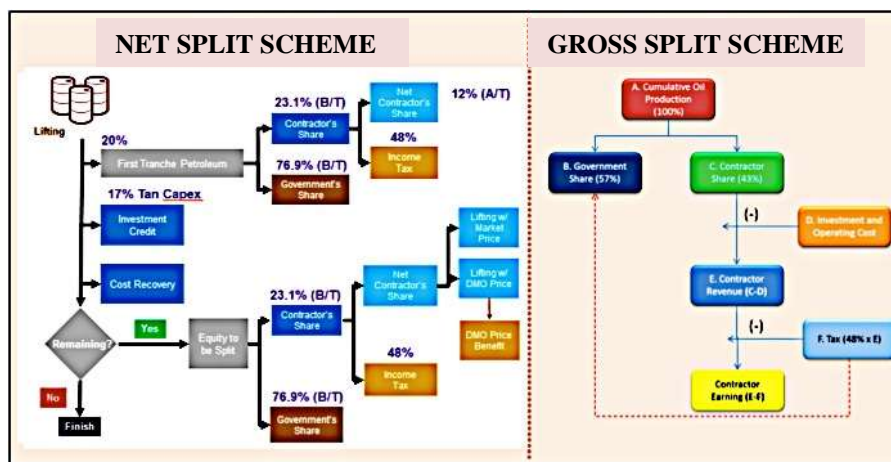 NET SPLIT SCHEME
Lifting
20%
First Tranche Petroleum
23.1% (B/T)
Contractor's
Share
76.9% (B/T)
Government's
Share
Net
Contractor's
Share
12% (A/T)
48%
Income
Tax
17% Tan Capex
Investment
Credit
Cost Recovery
Remaining?
Yes
No
Finish
Equity to
be Split
23.1% (B/T)
Contractor's
Share
76.9% (B/T)
Government's
Share
Net
Contractor's
Share
48%
Income
Tax
Lifting w/
Market
Price
Lifting w/
DMO Price
DMO Price
Benefit
GROSS SPLIT SCHEME
A. Cumulative Oil
Production
(100%)
B. Government
Share (57%)
C. Contractor
Share (43%)
(-)
D. Investment and
Operating Cost
E. Contractor
Revenue (C-D)
(-)
F. Tax (48% x E)
Contractor
Earning (E-F)